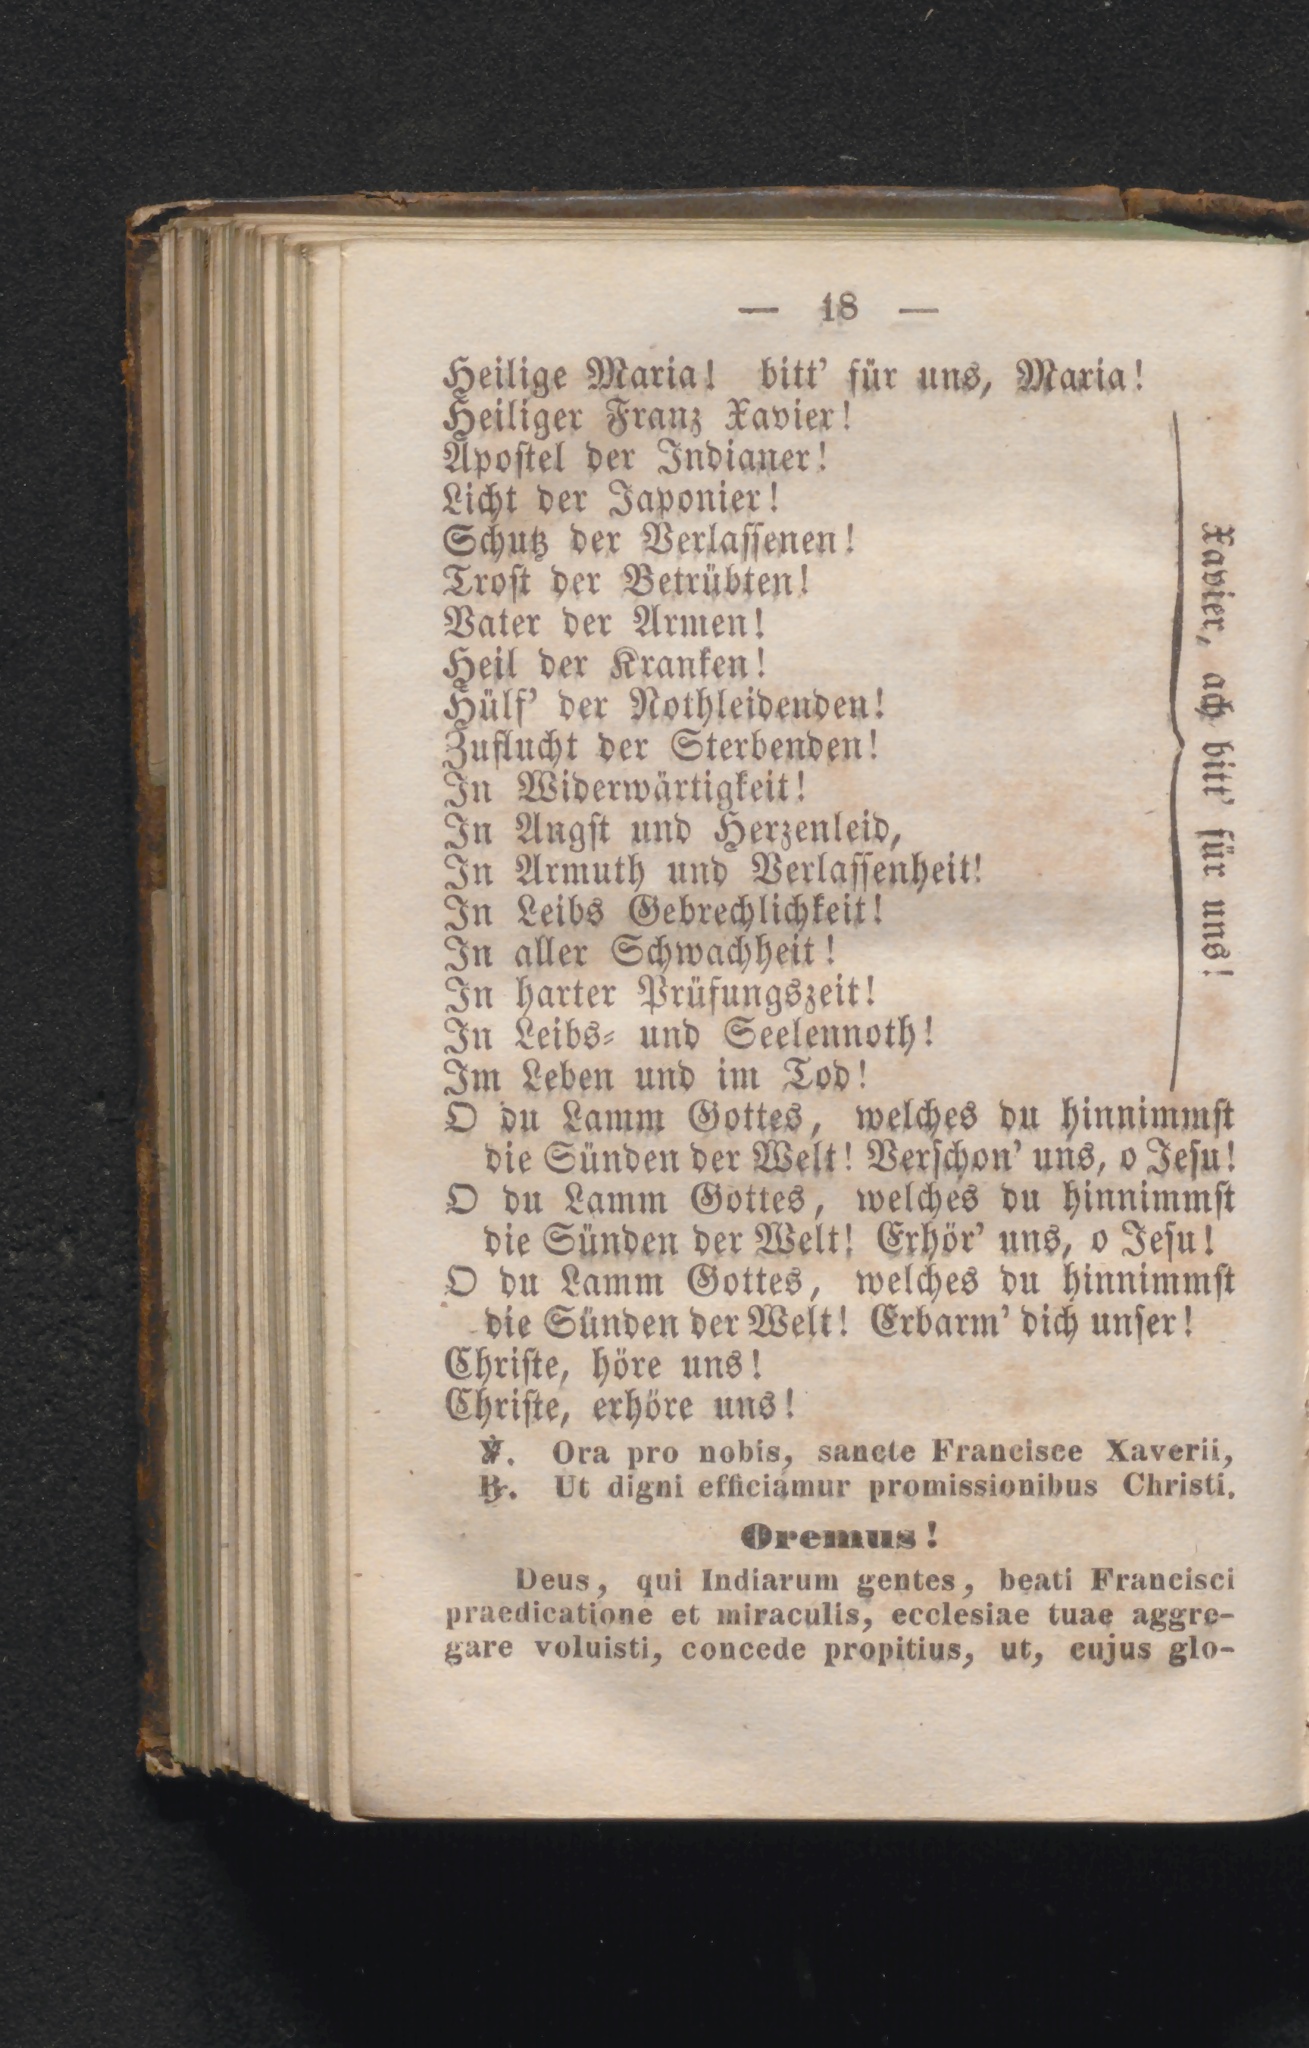 — 18 —
Heilige Maria! bitt' für uns, Maria!
Heiliger Franz Xavier!
Apostel der Indianer!
Licht der Japonier!
Schutz der Verlassenen!
Trost der Betrübten!
Vater der Armen!
Heil der Kranken!
Hülf' der Nothleidenden!
Zuflucht der Sterbenden!
In Widerwärtigkeit!
In Angst und Herzenleid,
In Armuth und Verlassenheit!
In Leibs Gebrechlichkeit!
In aller Schwachheit!
In harter Prüfungszeit!
In Leibs- und Seelennoth!
Im Leben und im Tod!
Xavier, ach bitt' für uns!
O du Lamm Gottes, welches du hinnimmst
die Sünden der Welt! Verschon' uns, o Jesu!
O du Lamm Gottes, welches du hinnimmst
die Sünden der Welt! Erhör' uns, o Jesu!
O du Lamm Gottes, welches du hinnimmst
die Sünden der Welt! Erbarm' dich unser!
Christe, höre uns!
Christe, erhöre uns!
℣. Ora pro nobis, sancte Francisce Xaverii,
℟. Ut digni efficiamur promissionibus Christi.
Oremus!
Deus, qui Indiarum gentes, beati Francisci
praedicatione et miraculis, ecclesiae tuae aggre-
gare voluisti, concede propitius, ut, cujus glo-